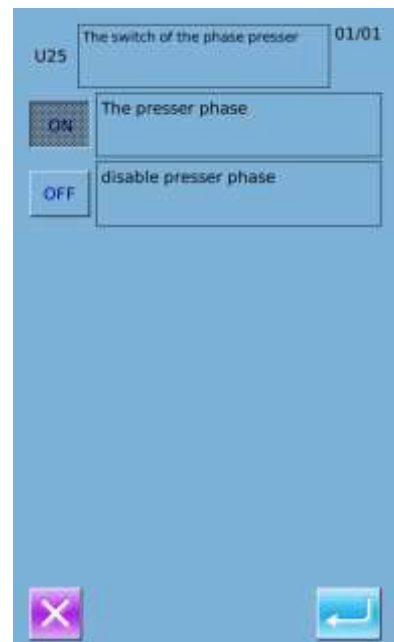 The switch of the phase presser
01/01
U25
The presser phase
ON
disable presser phase
OFF